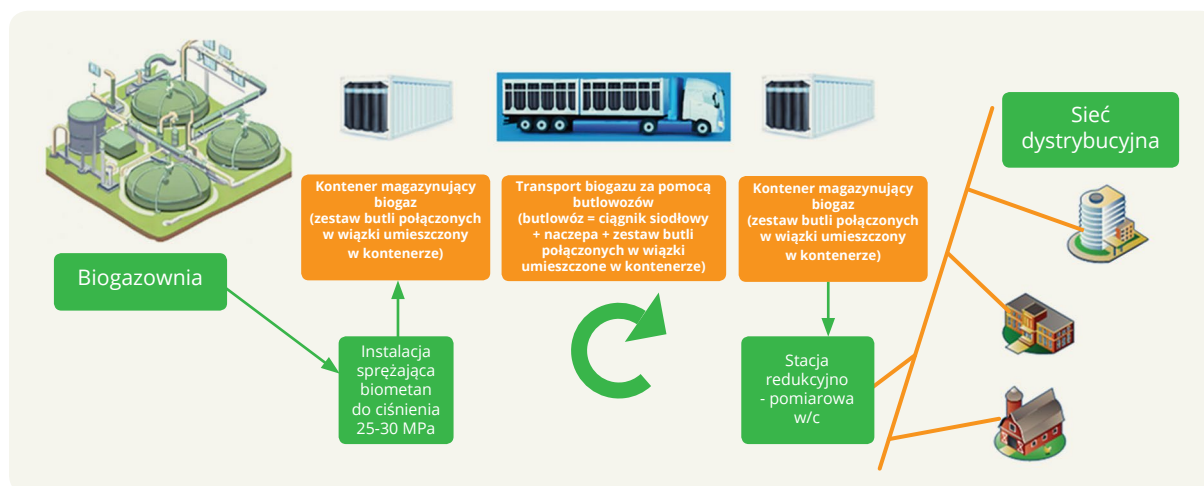 Biogazownia
Instalacja
sprężająca
biometan
do ciśnienia
25-30 MPa
Kontener magazynujący
biogaz
(zestaw butli połączonych
w wiązki umieszczony
w kontenerze)
Transport biogazu za pomocą
butlowozów
(butlowóz = ciągnik siodłowy
+ naczepa + zestaw butli
połączonych w wiązki
umieszczone w kontenerze)
Kontener magazynujący
biogaz
(zestaw butli połączonych
w wiązki umieszczony
w kontenerze)
Stacja
redukcyjno
- pomiarowa
w/c
Sieć
dystrybucyjna